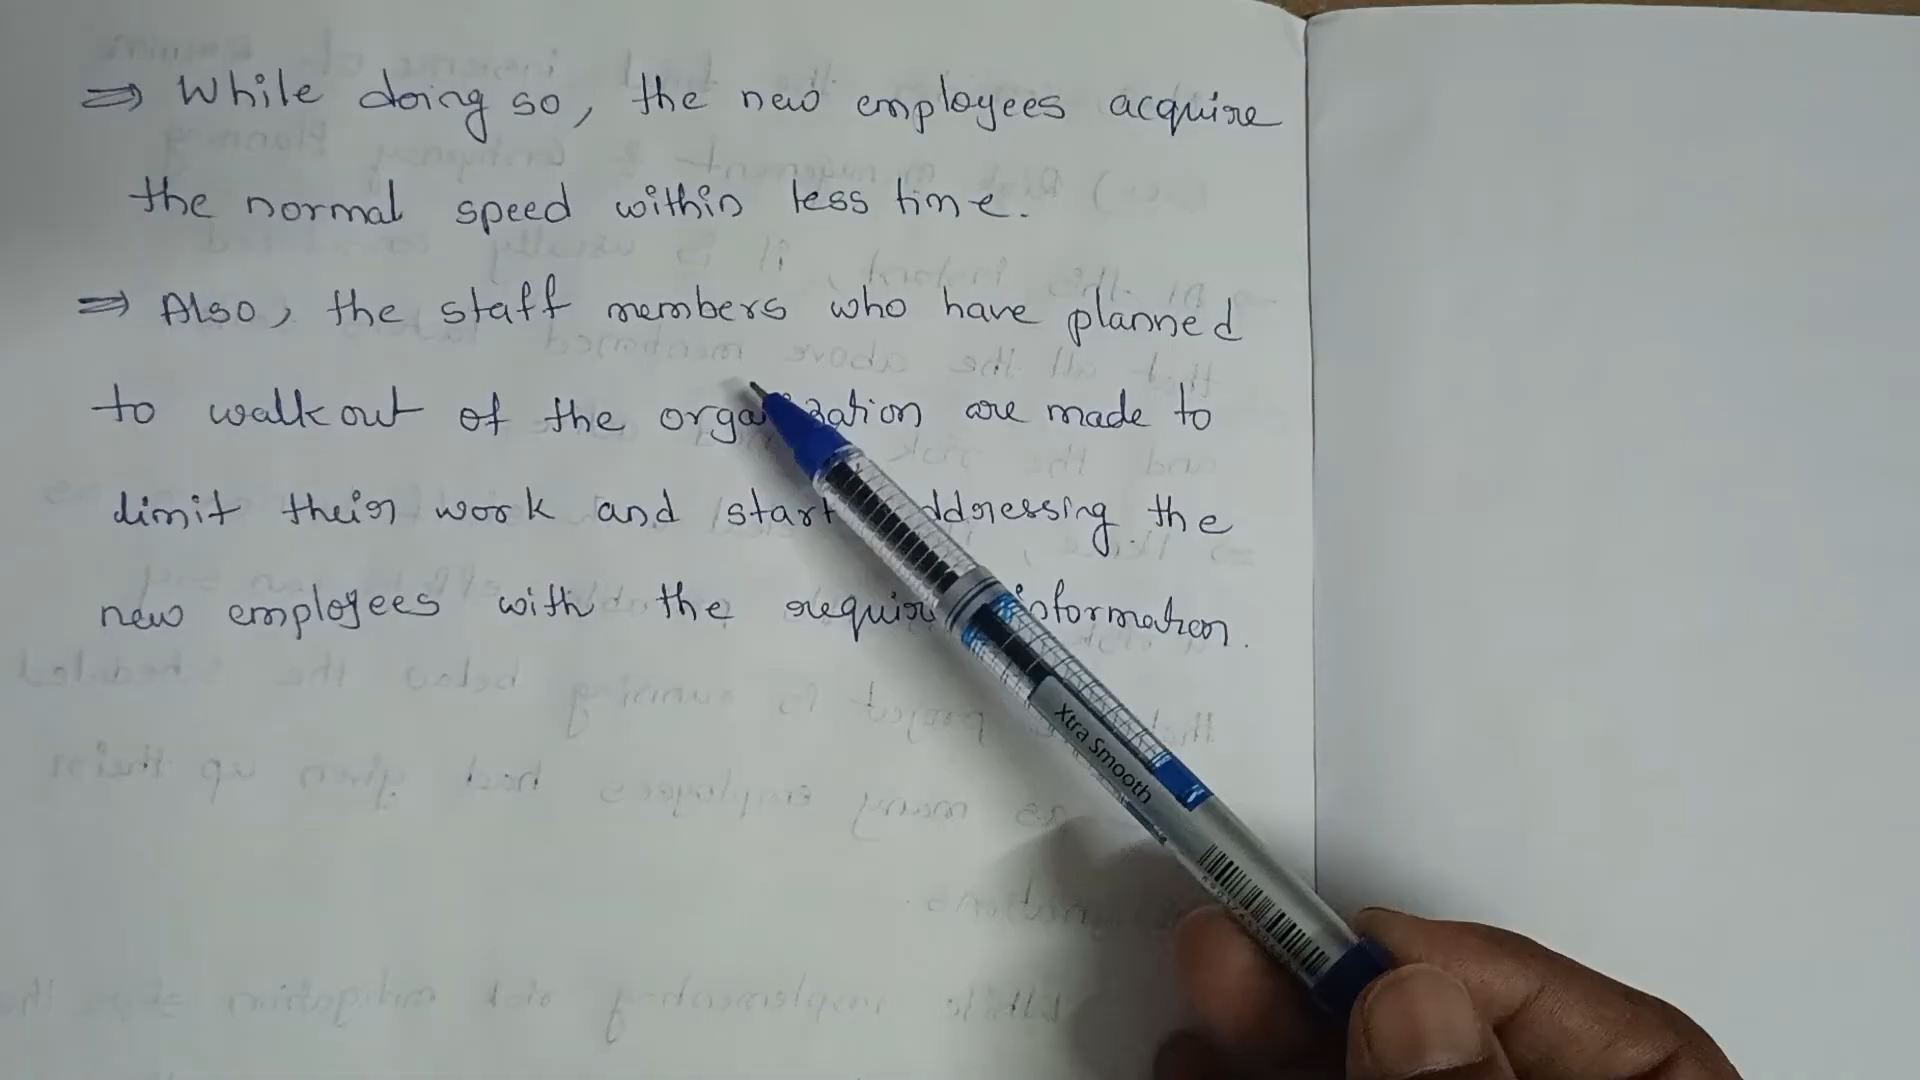 ⇒ While doing so, the new employees acquire
the normal speed within less time.
⇒ Also, the staff members who have planned
to walk out of the organization are made to
limit their work and start addressing the
new employees with the information.
Xtra Smooth